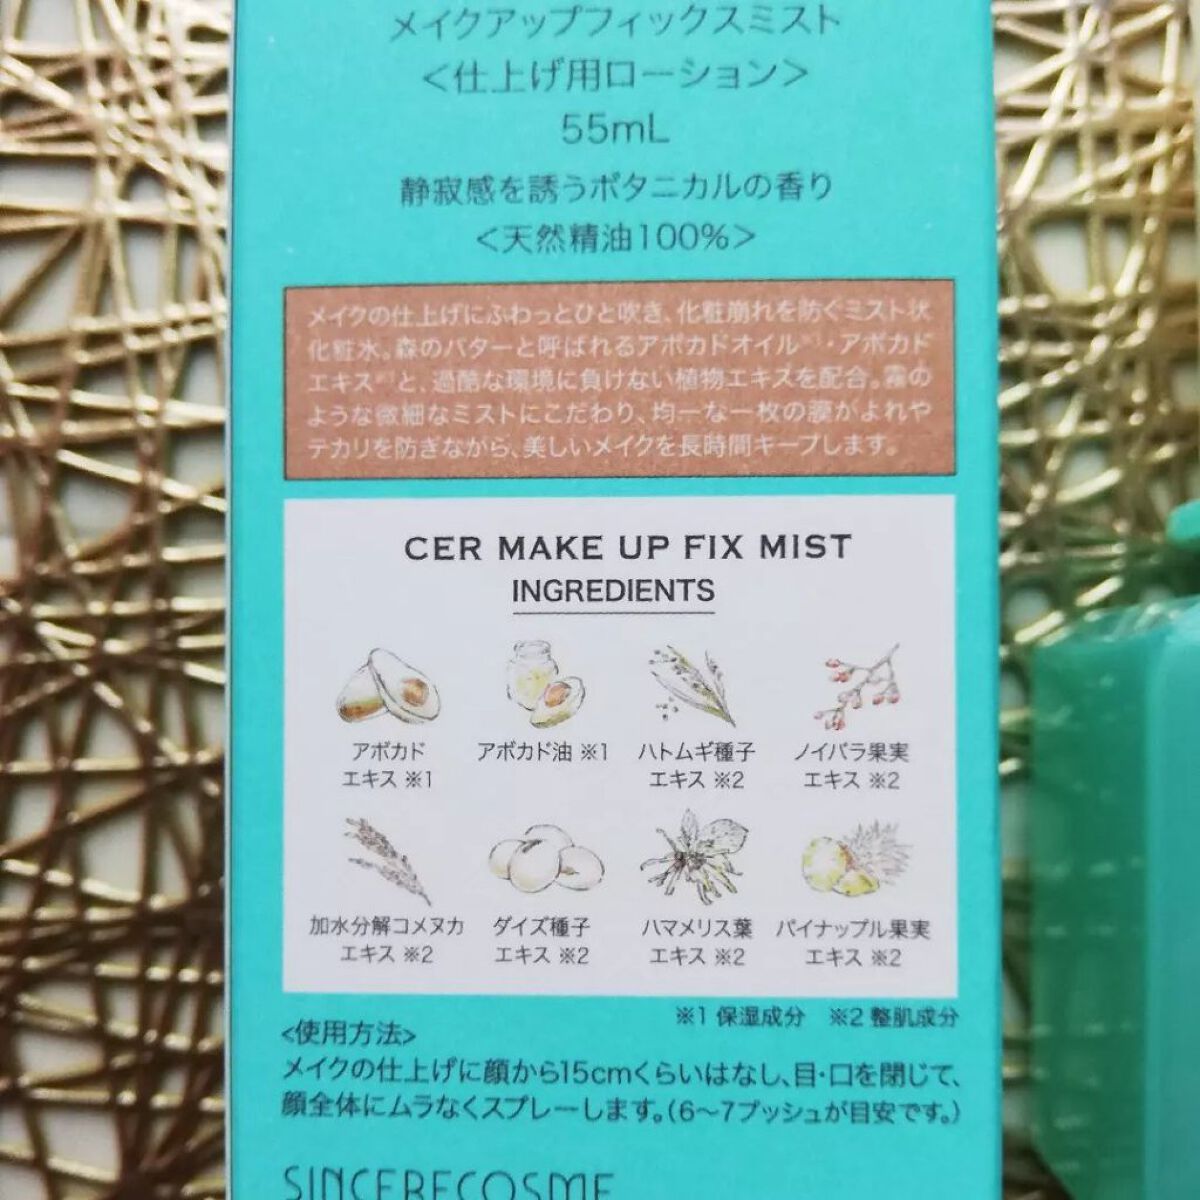 メイクアップフィックスミスト
＜仕上げ用ローション＞
55mL
静寂感を誘うボタニカルの香り
＜天然精油100%＞
メイクの仕上げにふわっとひと吹き、化粧崩れを防ぐミスト状
化粧水。森のバターと呼ばれるアボカドオイル※1・アボカド
エキス※1と、過酷な環境に負けない植物エキスを配合。霧の
ような微細なミストにこだわり、均一な一枚の膜がよれや
テカリを防ぎながら、美しいメイクを長時間キープします。
CER MAKE UP FIX MIST
INGREDIENTS
アボカド アボカド油 ※1 ハトムギ種子 ノイバラ果実
エキス ※1 エキス ※2 エキス ※2
加水分解コメヌカ ダイズ種子 ハマメリス葉 パイナップル果実
エキス ※2 エキス ※2 エキス ※2 エキス ※2
※1 保湿成分 ※2 整肌成分
<使用方法>
メイクの仕上げに顔から15cmくらいはなし、目・口を閉じて、
顔全体にムラなくスプレーします。（6〜7プッシュが目安です。）
SINCERECOSME